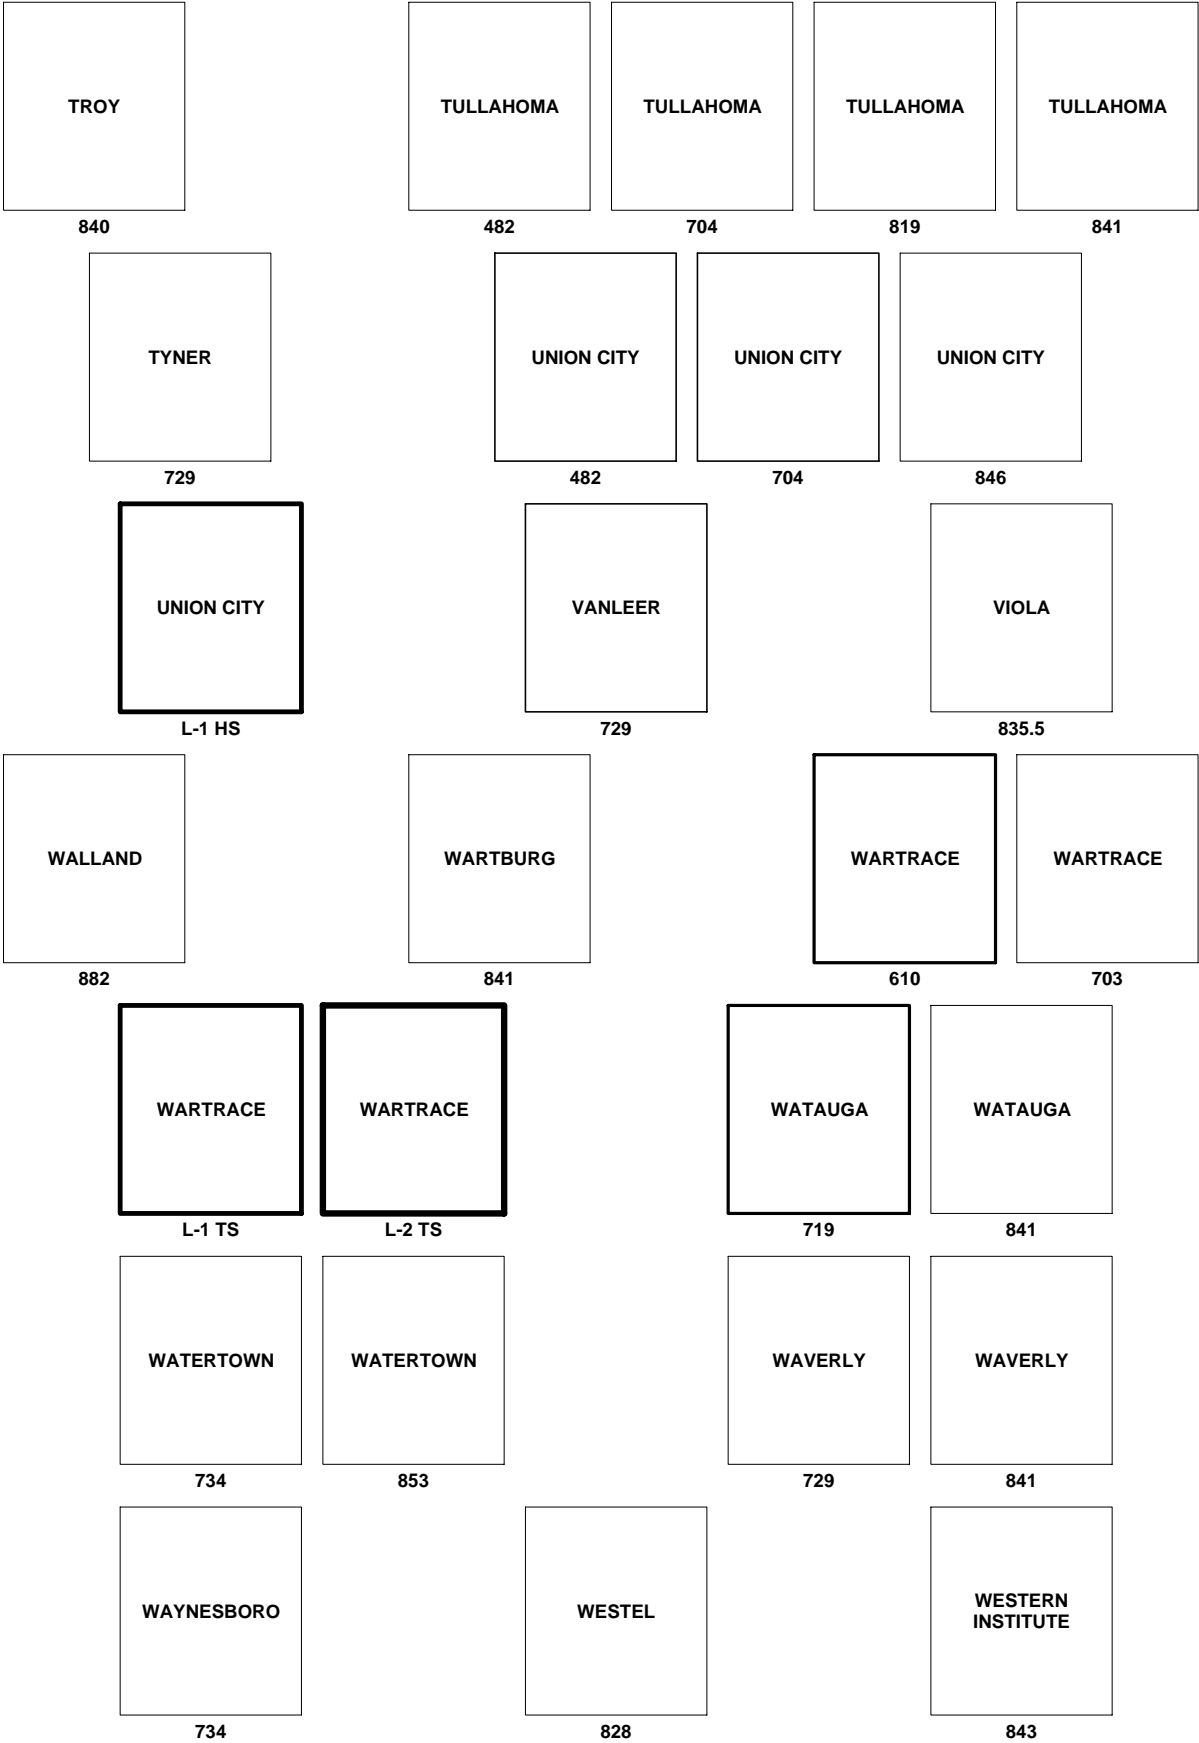 TROY
TULLAHOMA
TULLAHOMA
TULLAHOMA
TULLAHOMA
840
482
704
819
841
TYNER
UNION CITY
UNION CITY
UNION CITY
729
482
704
846
UNION CITY
VANLEER
VIOLA
L-1 HS
729
835.5
WALLAND
WARTBURG
WARTRACE
WARTRACE
882
841
610
703
WARTRACE
WARTRACE
WATAUGA
WATAUGA
L-1 TS
L-2 TS
719
841
WATERTOWN
WATERTOWN
WAVERLY
WAVERLY
734
853
729
841
WAYNESBORO
WESTEL
WESTERN
INSTITUTE
734
828
843